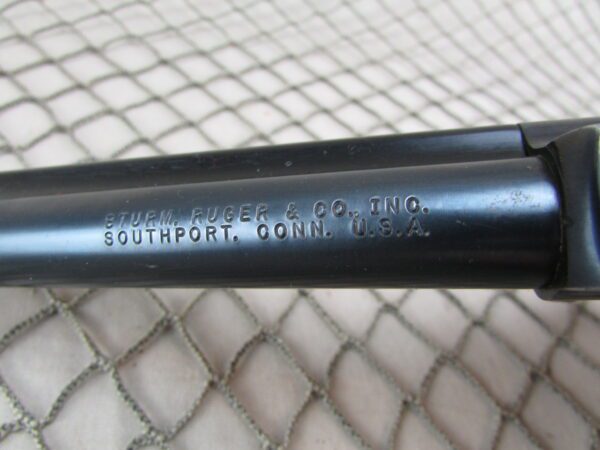 STURM, RUGER & CO., INC.
SOUTHPORT, CONN. U.S.A.